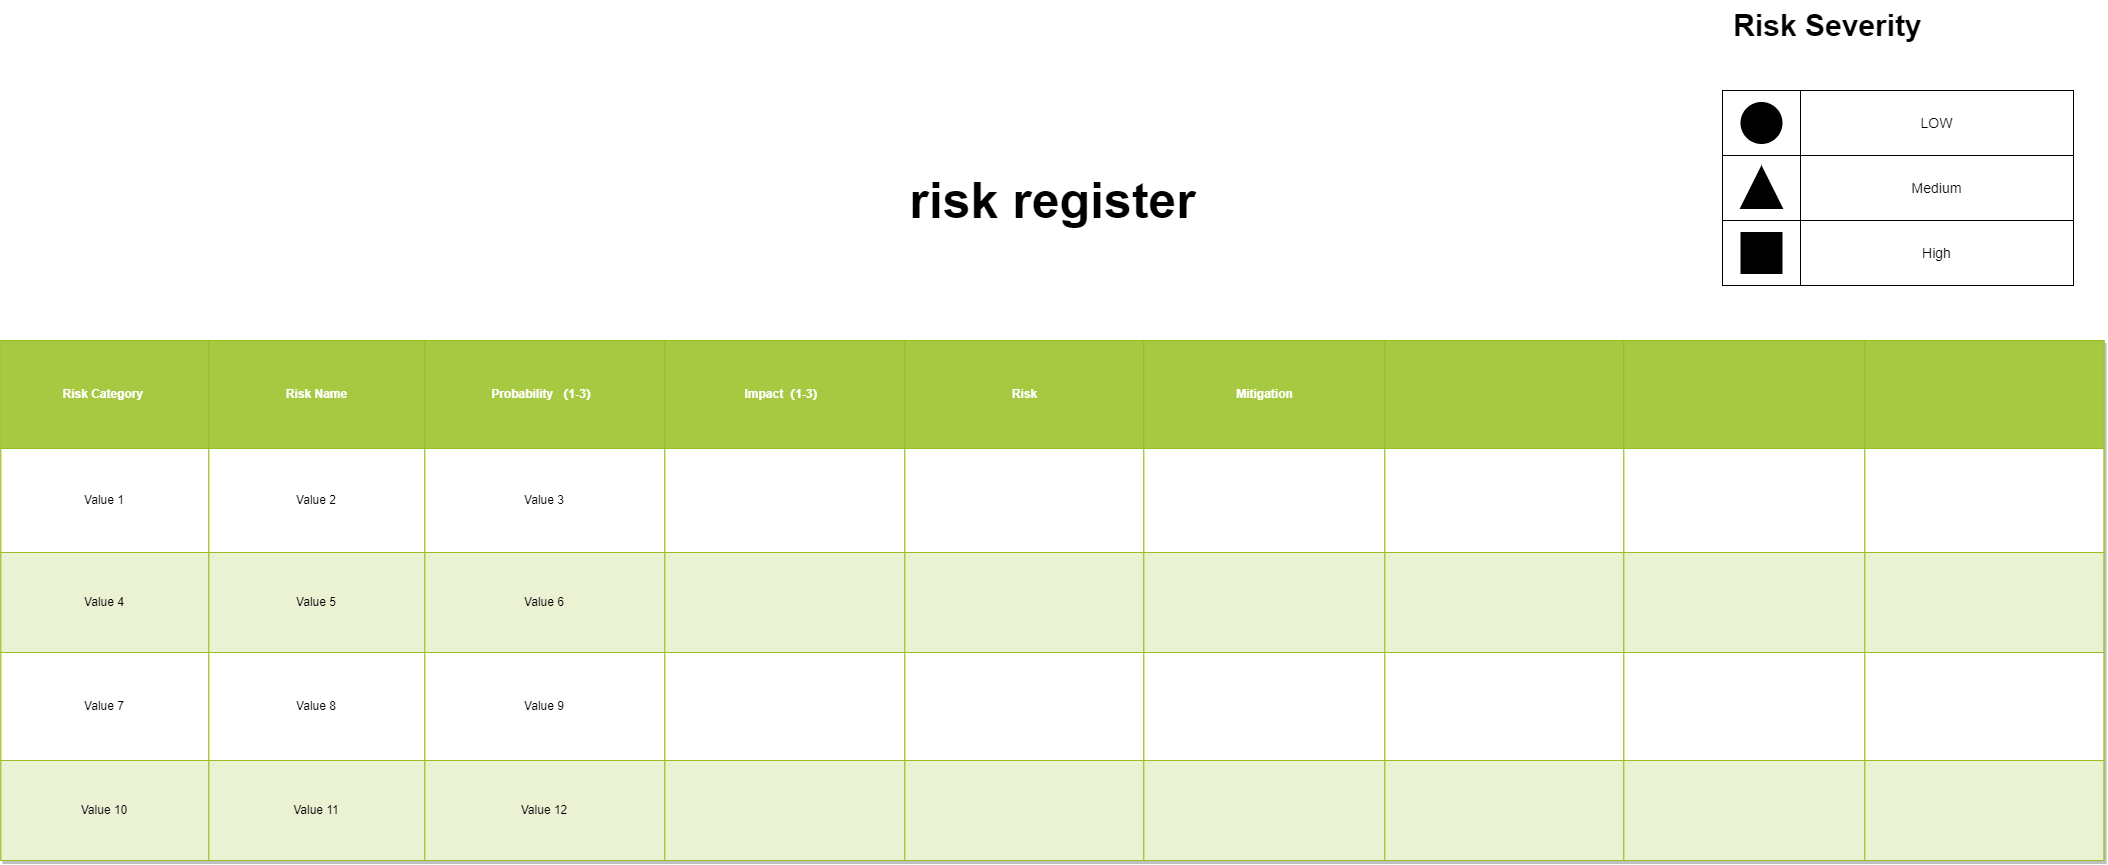 Risk Severity
LOW
Medium
High
risk register
Risk Category Risk Name Probability (1-3) Impact (1-3) Risk Mitigation
Value 1 Value 2 Value 3
Value 4 Value 5 Value 6
Value 7 Value 8 Value 9
Value 10 Value 11 Value 12